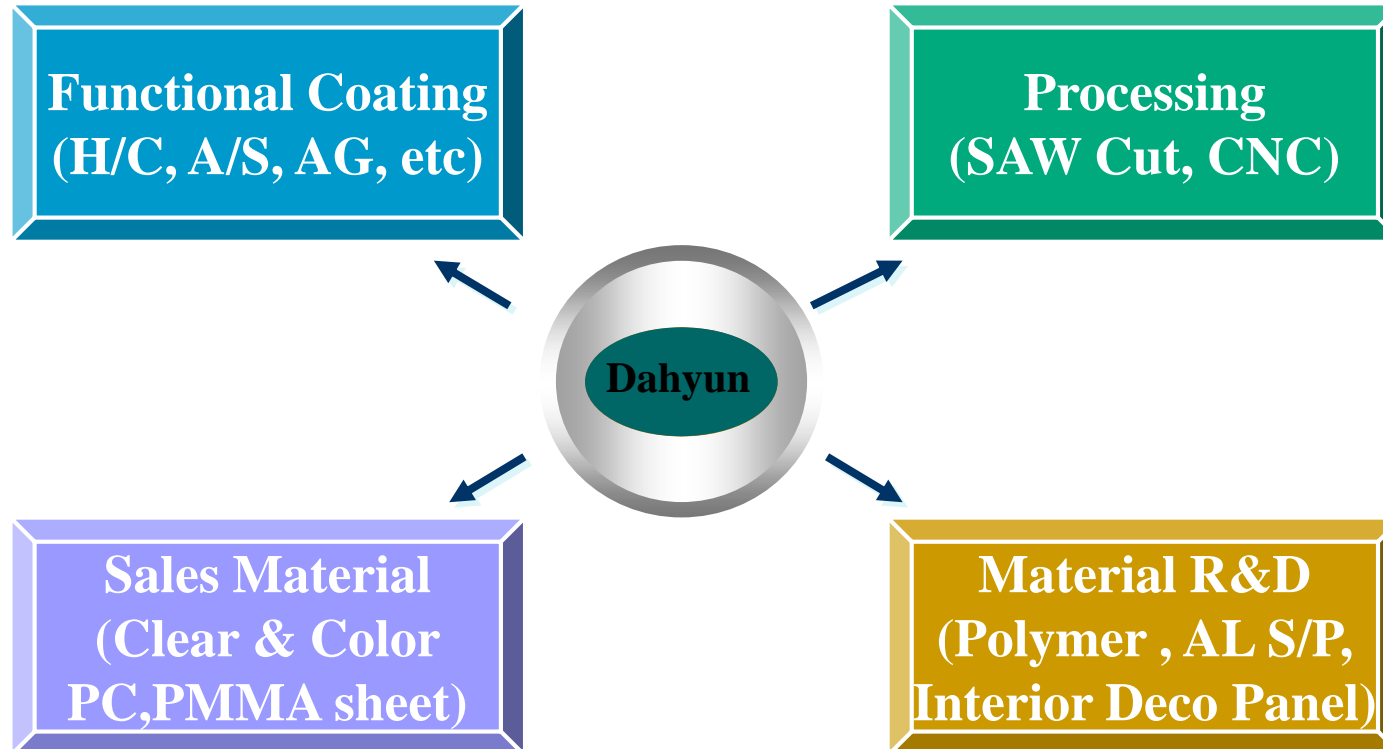 Functional Coating
(H/C, A/S, AG, etc)
Processing
(SAW Cut, CNC)
Dahyun
Sales Material
(Clear & Color
PC,PMMA sheet)
Material R&D
(Polymer , AL S/P,
Interior Deco Panel)